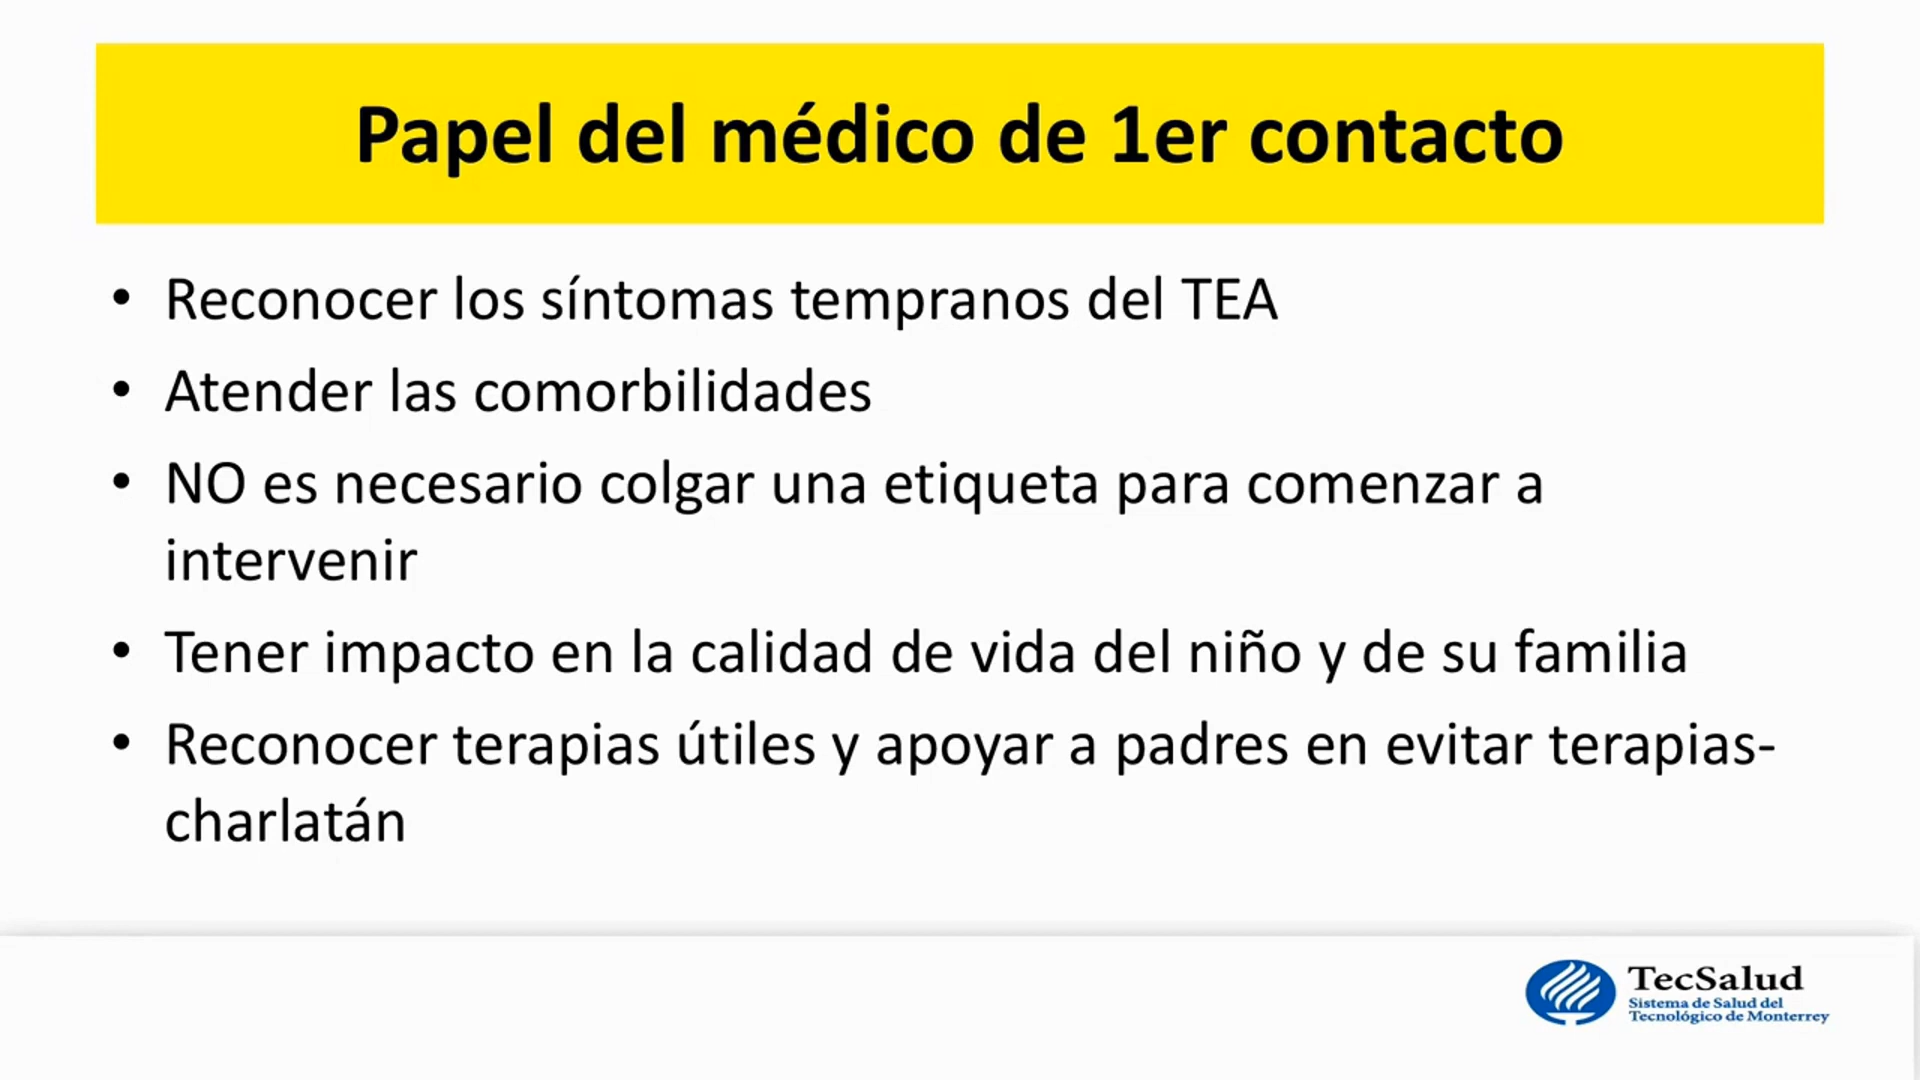 Papel del médico de 1er contacto
• Reconocer los síntomas tempranos del TEA
• Atender las comorbilidades
• NO es necesario colgar una etiqueta para comenzar a
intervenir
• Tener impacto en la calidad de vida del niño y de su familia
• Reconocer terapias útiles y apoyar a padres en evitar terapias-
charlatán
TecSalud
Sistema de Salud del
Tecnológico de Monterrey